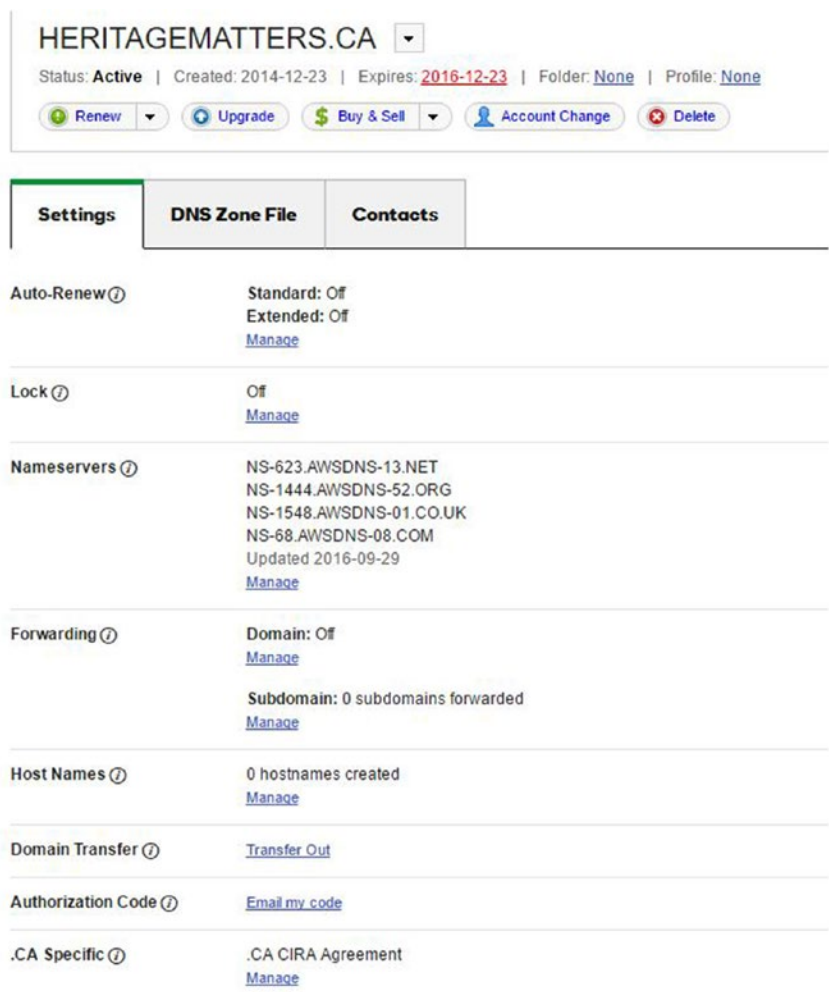 HERITAGEMATTERS.CA
Status: Active | Created: 2014-12-23 | Expires: 2016-12-23 | Folder: None | Profile: None
Renew Upgrade $ Buy & Sell Account Change Delete
Settings DNS Zone File Contacts
Auto-Renew Standard: Off
Extended: Off
Manage
Lock Off
Manage
Nameservers NS-623.AWSDNS-13.NET
NS-1444.AWSDNS-52.ORG
NS-1548.AWSDNS-01.CO.UK
NS-68.AWSDNS-08.COM
Updated 2016-09-29
Manage
Forwarding Domain: Off
Manage
Subdomain: 0 subdomains forwarded
Manage
Host Names 0 hostnames created
Manage
Domain Transfer Transfer Out
Authorization Code Email my code
.CA Specific .CA CIRA Agreement
Manage